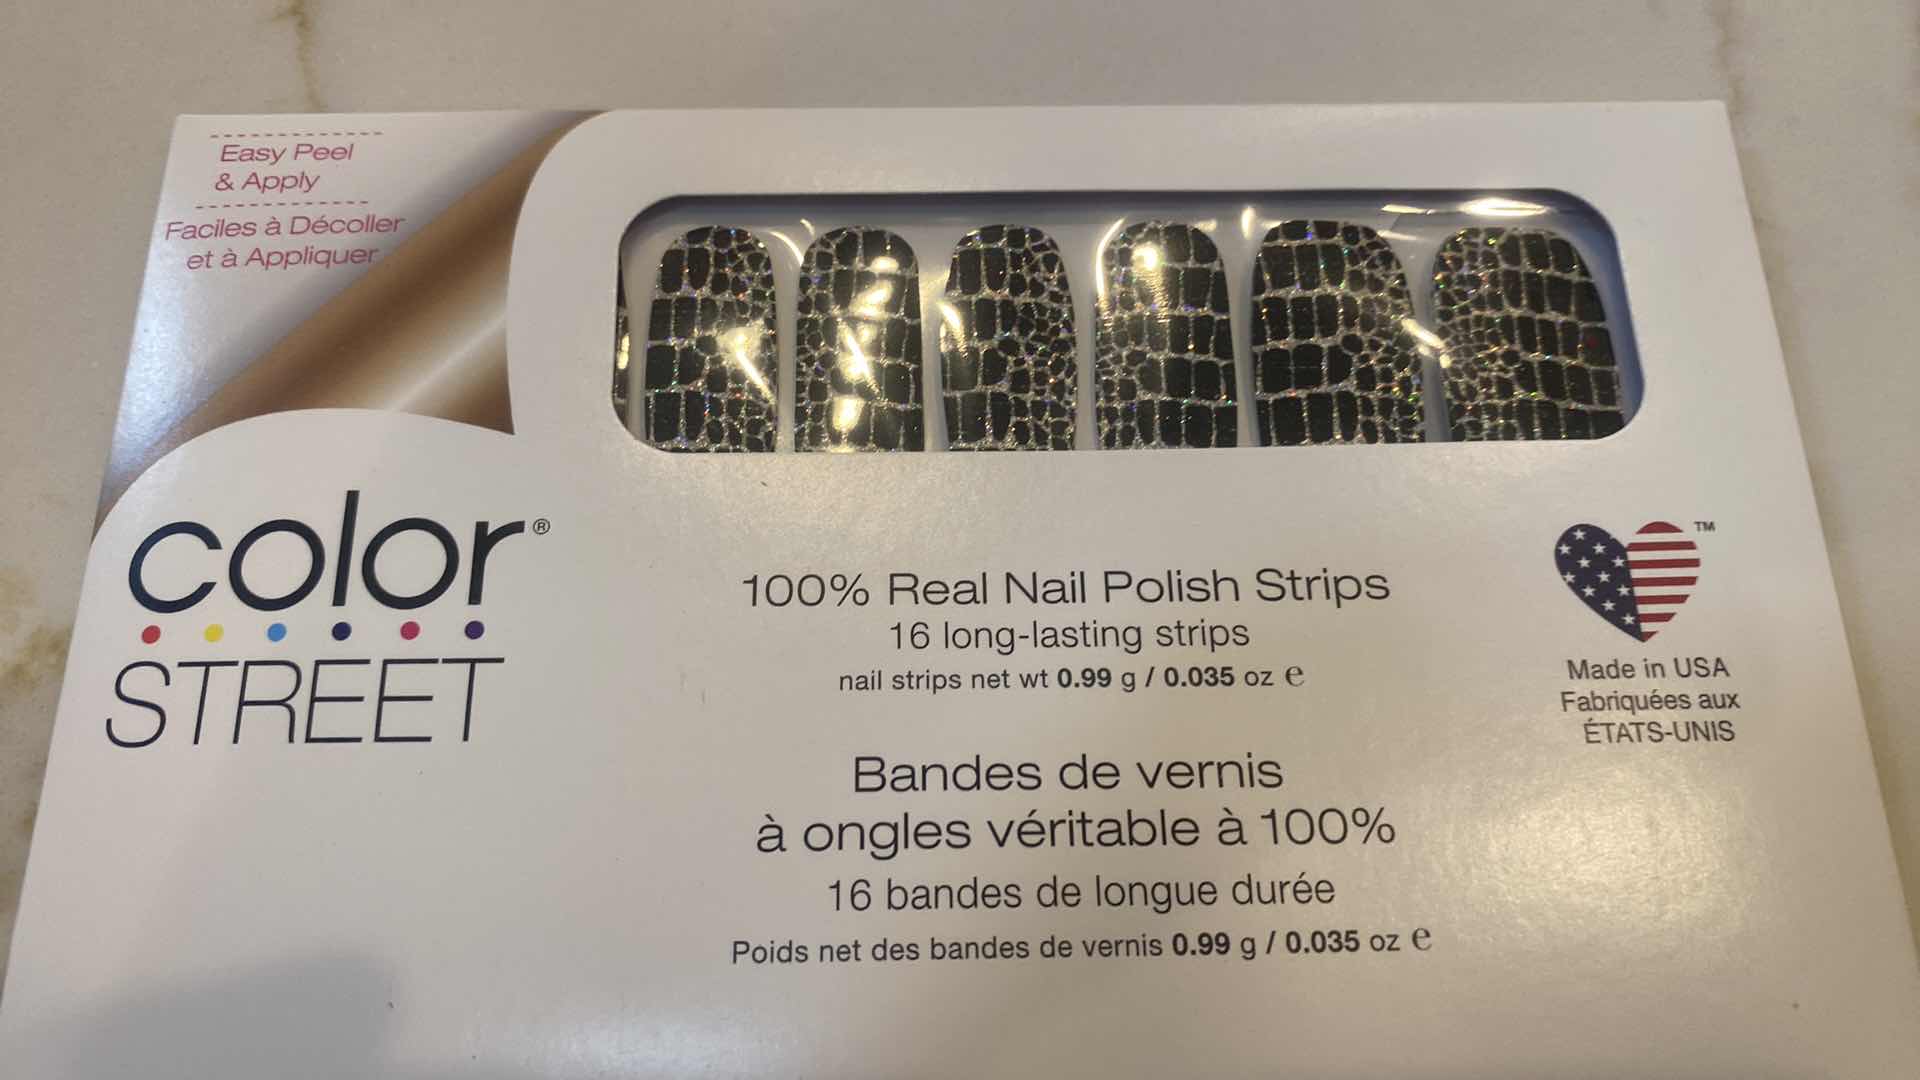 Easy Peel
& Apply
Faciles à Décoller
et à Appliquer
color®
STREET
100% Real Nail Polish Strips
16 long-lasting strips
nail strips net wt 0.99 g / 0.035 oz ℮
Bandes de vernis
à ongles véritable à 100%
16 bandes de longue durée
Poids net des bandes de vernis 0.99 g / 0.035 oz ℮
™
Made in USA
Fabriquées aux
ÉTATS-UNIS